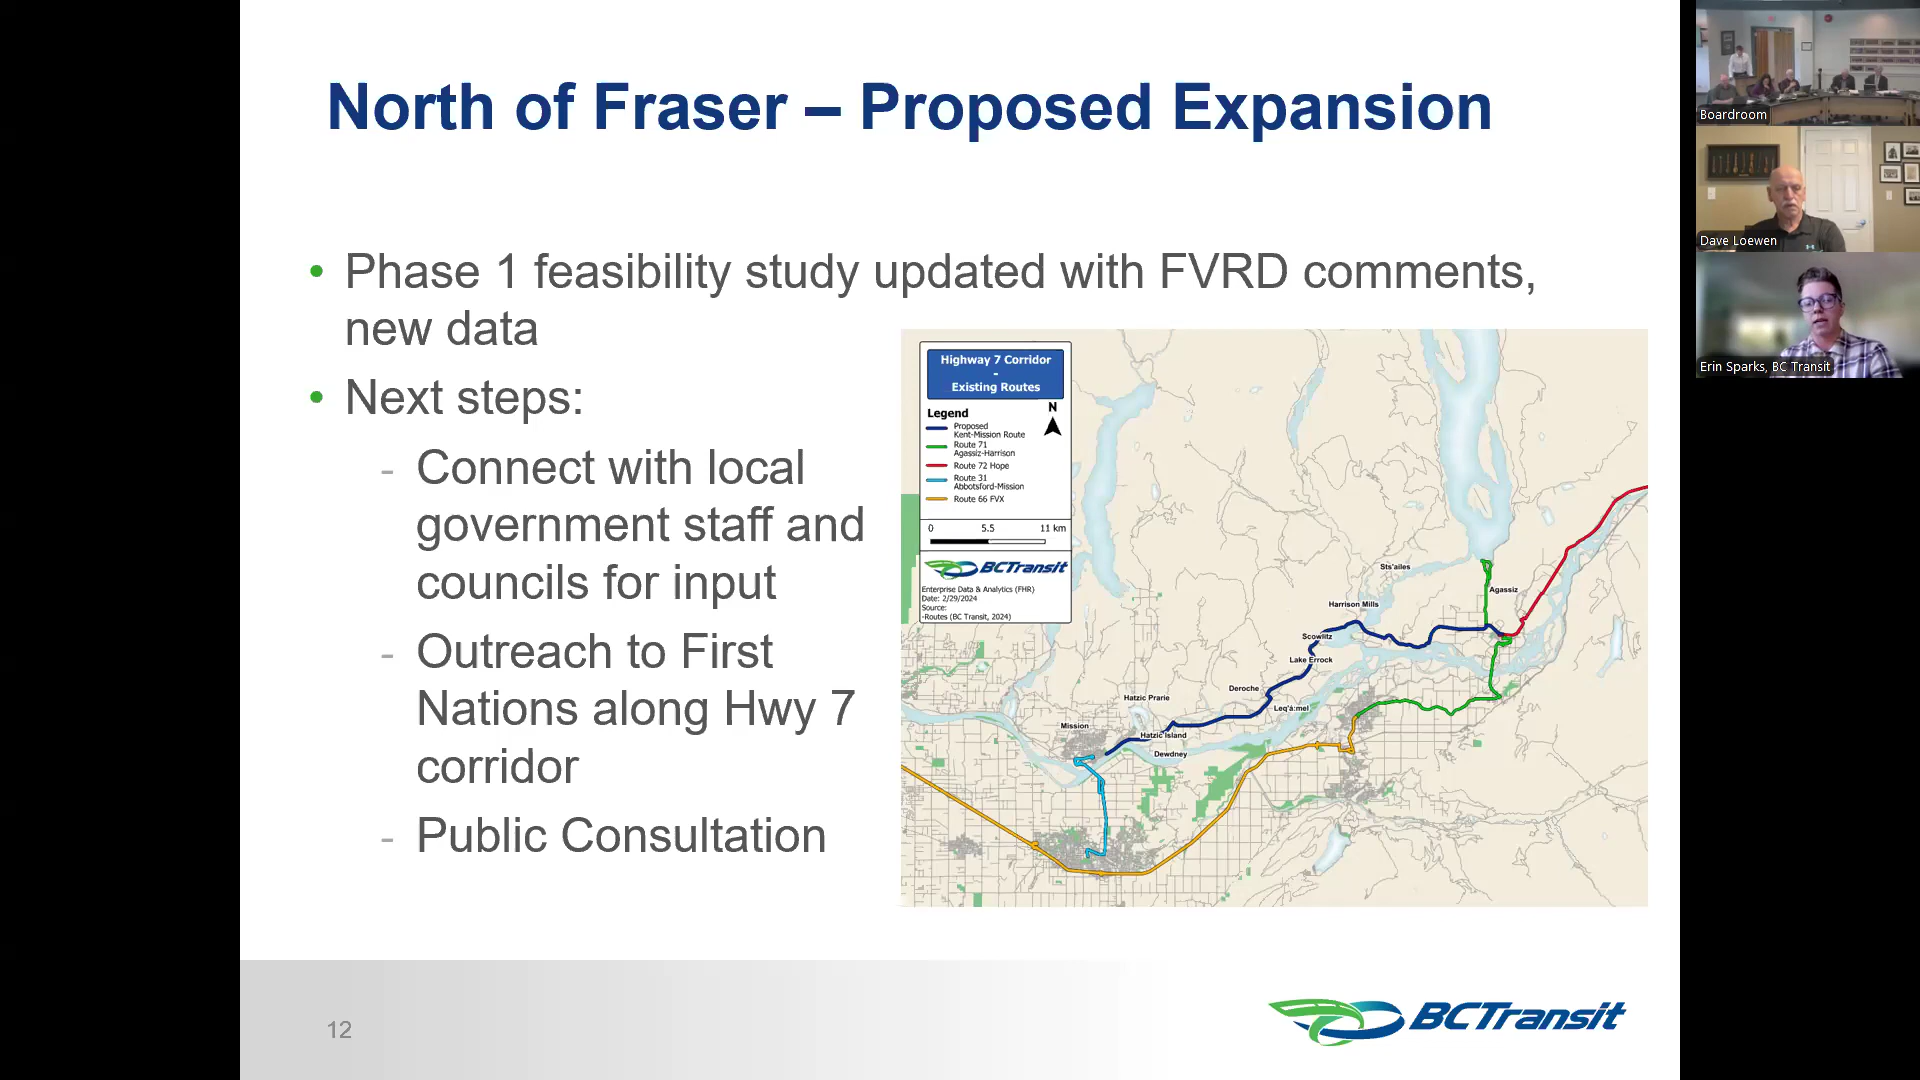 North of Fraser – Proposed Expansion
• Phase 1 feasibility study updated with FVRD comments,
new data
• Next steps:
- Connect with local
government staff and
councils for input
- Outreach to First
Nations along Hwy 7
corridor
- Public Consultation
Highway 7 Corridor
-
Existing Routes
Legend
N
Proposed
Kent-Mission Route
Route 71
Agassiz-Harrison
Route 72 Hope
Route 31
Abbotsford-Mission
Route 66 FVX
0 5.5 11 km
BCTransit
Enterprise Data & Analytics (FHR)
Date: 2/29/2024
Source:
-Routes (BC Transit, 2024)
Sts'ailes
Agassiz
Harrison Mills
Scowlitz
Lake Errock
Deroche
Hatzic Prarie
Leq'á:mel
Mission
Hatzic Island
Dewdney
12
BCTransit
Boardroom
Dave Loewen
Erin Sparks, BC Transit